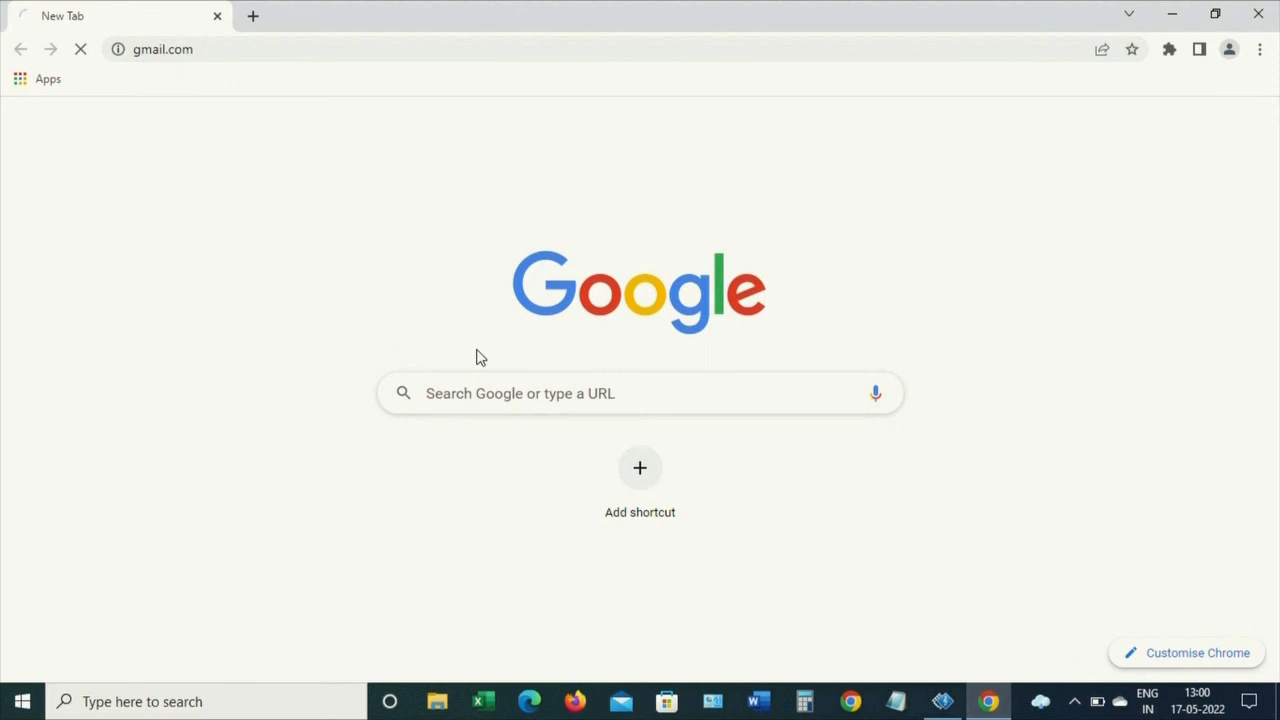 New Tab
gmail.com
Apps
Google
Search Google or type a URL
Add shortcut
Customise Chrome
Type here to search
ENG
IN
13:00
17-05-2022